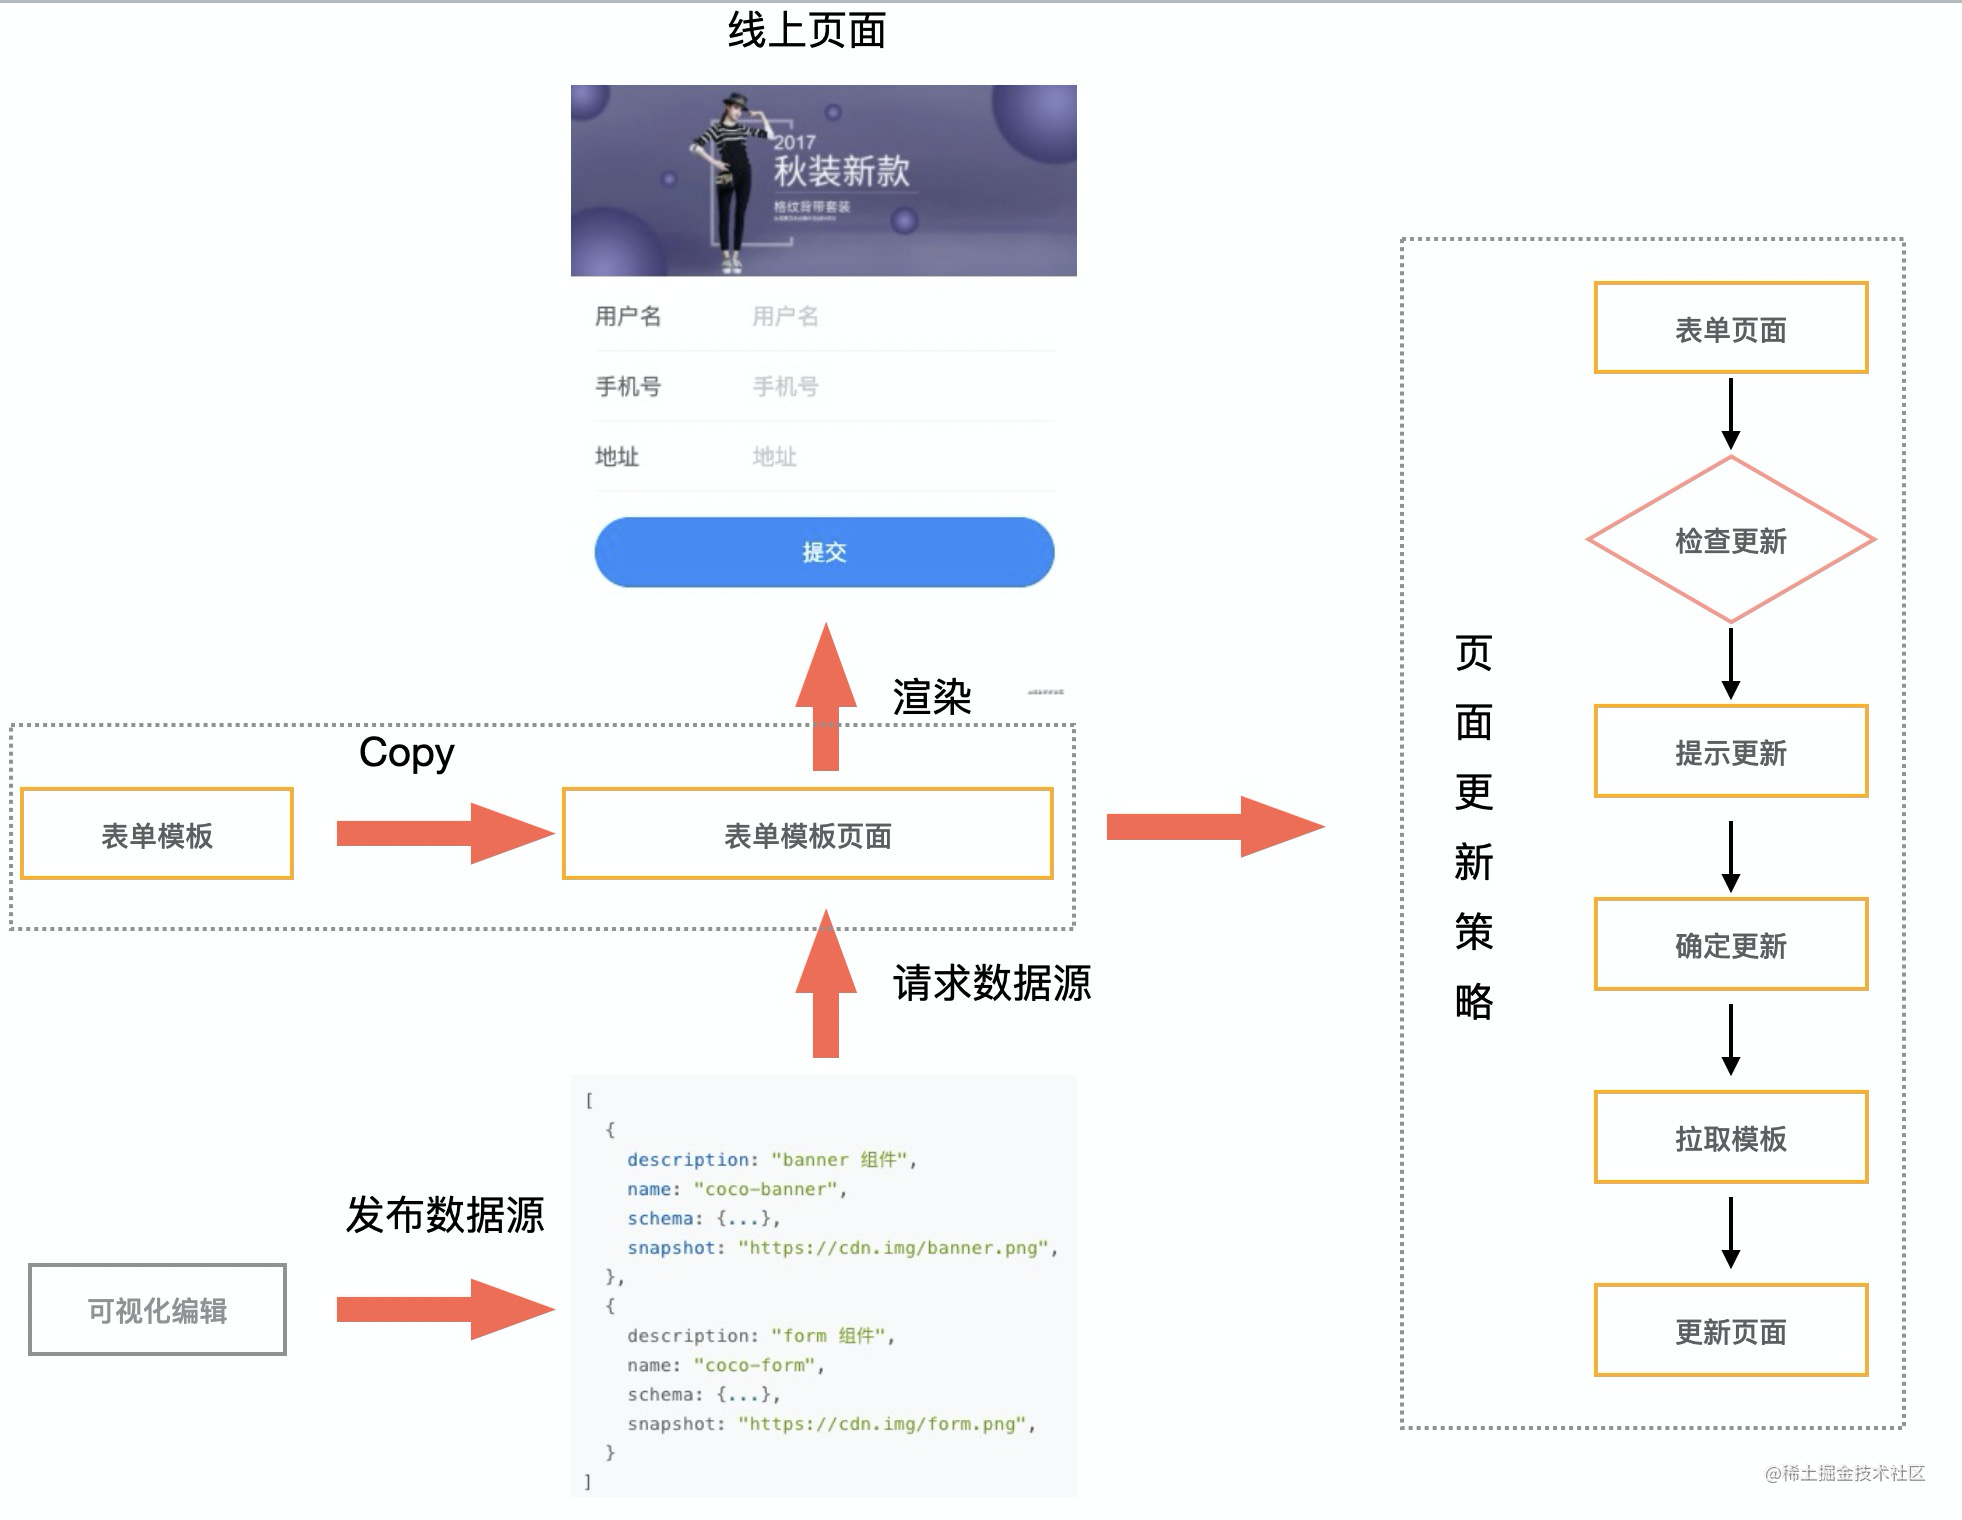 线上页面
2017
秋装新款
格纹背带套装
用户名 用户名
手机号 手机号
地址 地址
提交
渲染
Copy
表单模板
表单模板页面
请求数据源
发布数据源
可视化编辑
[
{
description: "banner 组件",
name: "coco-banner",
schema: {...},
snapshot: "https://cdn.img/banner.png",
},
{
description: "form 组件",
name: "coco-form",
schema: {...},
snapshot: "https://cdn.img/form.png",
}
]
页面更新策略
表单页面
检查更新
提示更新
确定更新
拉取模板
更新页面
@稀土掘金技术社区